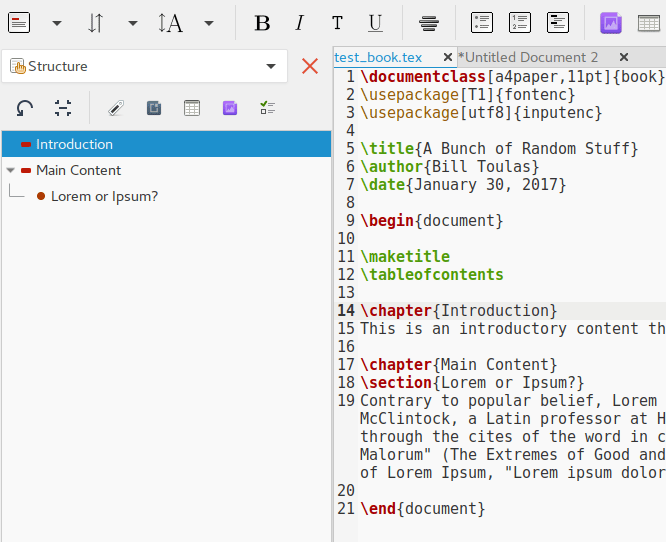 A B I T U
Structure
Introduction
Main Content
Lorem or Ipsum?
test_book.tex *Untitled Document 2
1 \documentclass[a4paper,11pt]{book}
2 \usepackage[T1]{fontenc}
3 \usepackage[utf8]{inputenc}
4
5 \title{A Bunch of Random Stuff}
6 \author{Bill Toulas}
7 \date{January 30, 2017}
8
9 \begin{document}
10
11 \maketitle
12 \tableofcontents
13
14 \chapter{Introduction}
15 This is an introductory content th
16
17 \chapter{Main Content}
18 \section{Lorem or Ipsum?}
19 Contrary to popular belief, Lorem
McClintock, a Latin professor at H
through the cites of the word in c
Malorum" (The Extremes of Good and
of Lorem Ipsum, "Lorem ipsum dolor
20
21 \end{document}